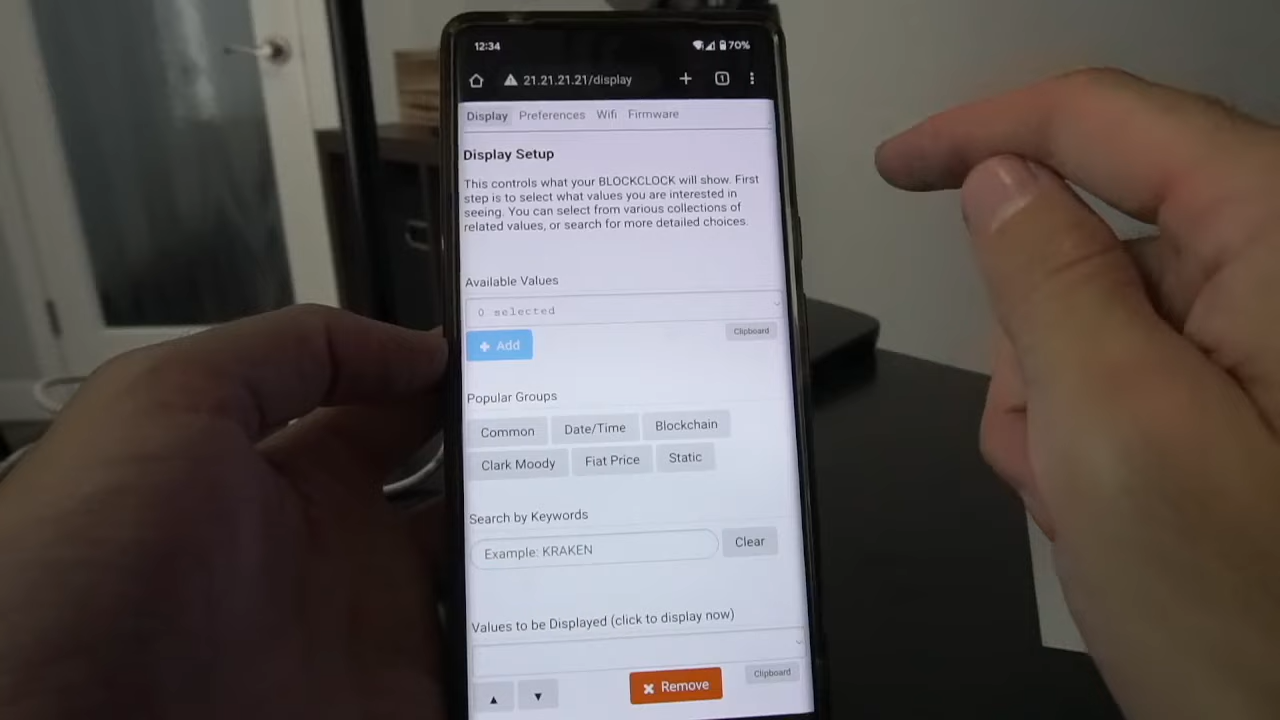 12:34
70%
21.21.21.21/display
1
Display Preferences Wifi Firmware
Display Setup
This controls what your BLOCKCLOCK will show. First
step is to select what values you are interested in
seeing. You can select from various collections of
related values, or search for more detailed choices.
Available Values
0 selected
Add
Clipboard
Popular Groups
Common Date/Time Blockchain
Clark Moody Fiat Price Static
Search by Keywords
Example: KRAKEN Clear
Values to be Displayed (click to display now)
Clipboard
Remove